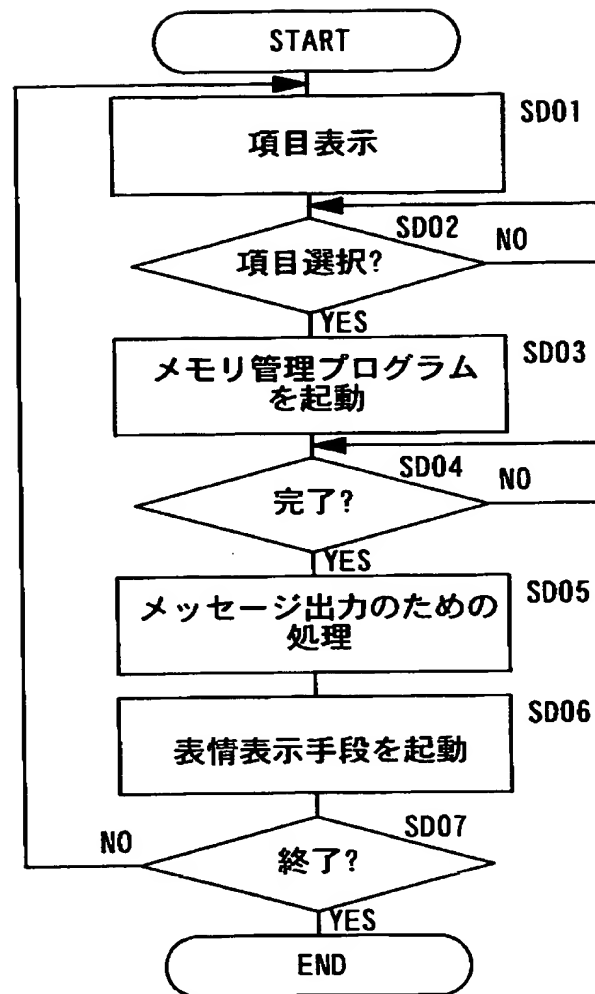 START
SD01
項目表示
SD02
NO
項目選択?
YES
SD03
メモリ管理プログラム
を起動
SD04
NO
完了?
YES
SD05
メッセージ出力のための
処理
SD06
表情表示手段を起動
SD07
NO
終了?
YES
END